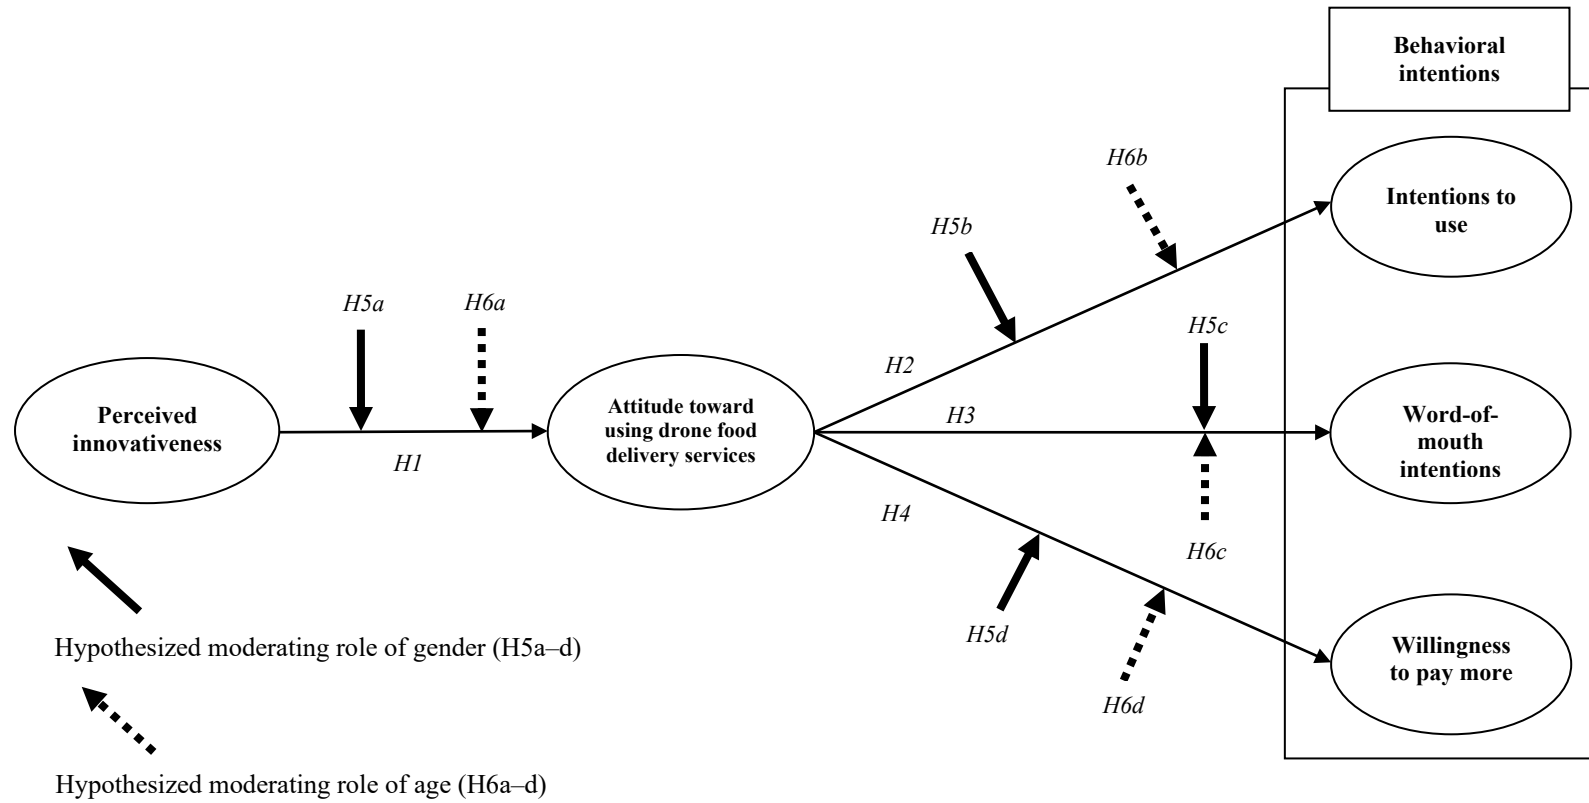 Behavioral
intentions
H6b
Intentions to
use
H5b
H5a
H6a
H5c
H2
Perceived
innovativeness
Attitude toward
using drone food
delivery services
H3
Word-of-
mouth
intentions
H1
H4
H6c
H5d
Hypothesized moderating role of gender (H5a–d)
Willingness
to pay more
H6d
Hypothesized moderating role of age (H6a–d)